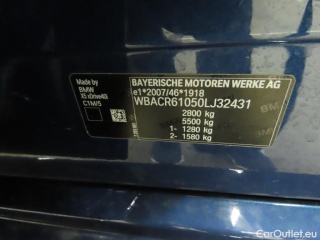 Made by
BMW
X5 xDrive40i
C1M/5
BAYERISCHE MOTOREN WERKE AG
e1*2007/46*1918
WBACR61050LJ32431
2800 kg
5500 kg
1- 1280 kg
2- 1580 kg
BM
CarOutlet.eu